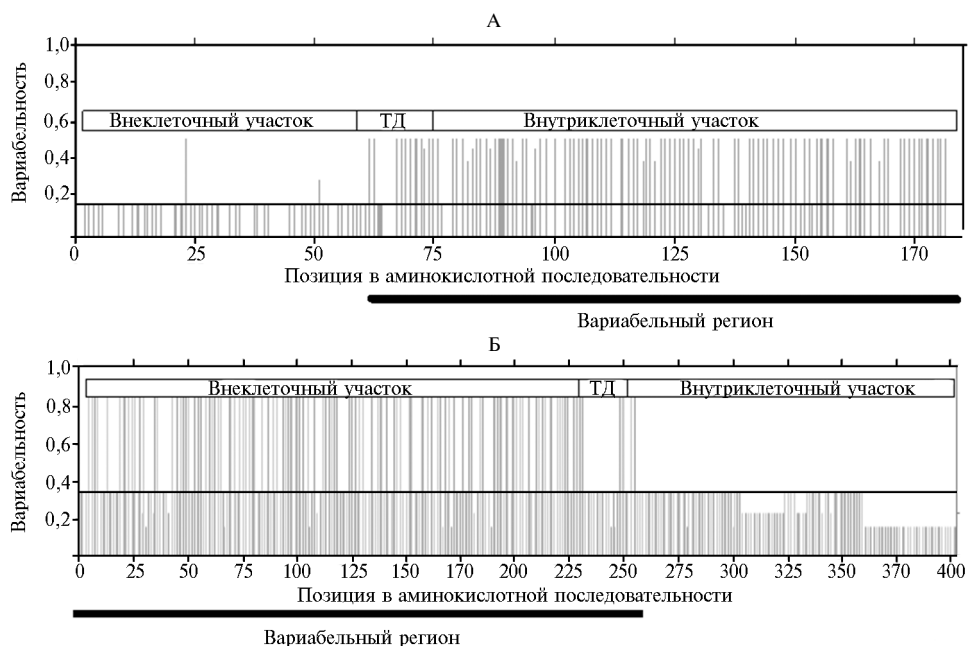 А
Вариабельность
1,0
0,8
0,6
0,4
0,2
Внеклеточный участок ТД Внутриклеточный участок
0 25 50 75 100 125 150 170
Позиция в аминокислотной последовательности
Вариабельный регион
Б
Вариабельность
1,0
0,8
0,6
0,4
0,2
Внеклеточный участок ТД Внутриклеточный участок
0 25 50 75 100 125 150 170 200 225 250 275 300 325 350 375 400
Позиция в аминокислотной последовательности
Вариабельный регион